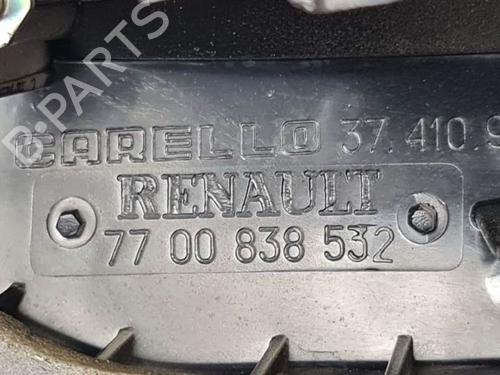 B-PARTS
CARELLO 37.410.9
RENAULT
77 00 838 532